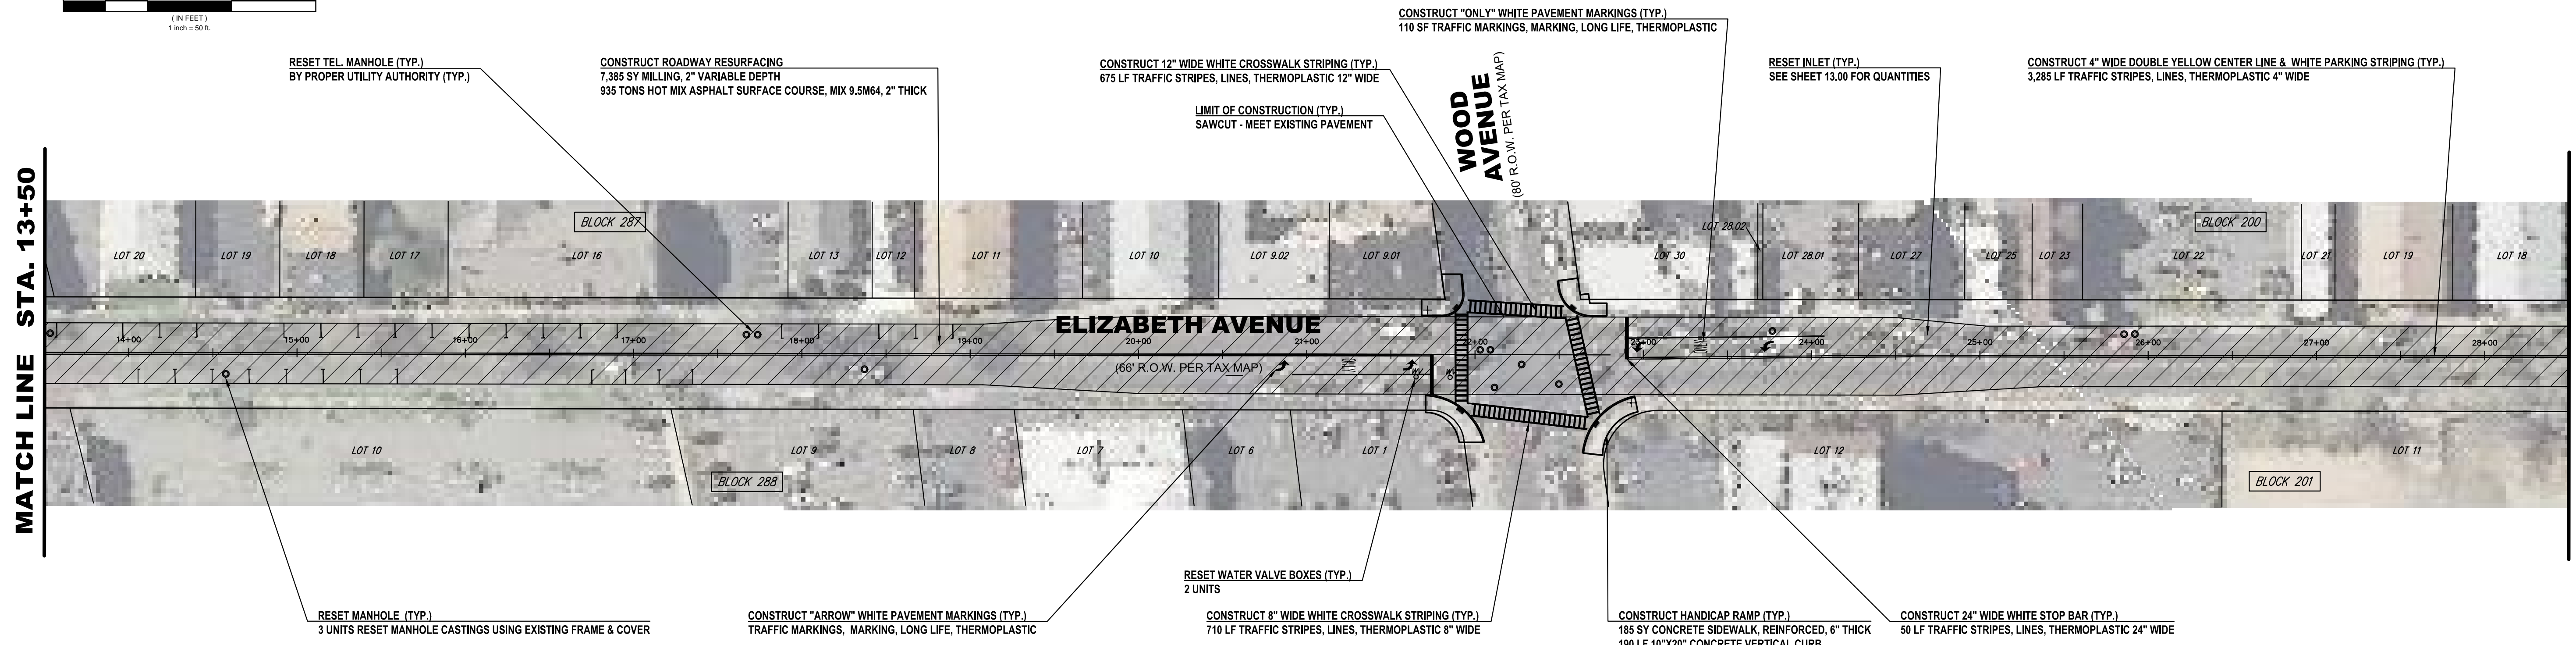 ( IN FEET )
1 inch = 50 ft.
CONSTRUCT "ONLY" WHITE PAVEMENT MARKINGS (TYP.)
110 SF TRAFFIC MARKINGS, MARKING, LONG LIFE, THERMOPLASTIC
RESET TEL. MANHOLE (TYP.)
BY PROPER UTILITY AUTHORITY (TYP.)
CONSTRUCT ROADWAY RESURFACING
7,385 SY MILLING, 2" VARIABLE DEPTH
935 TONS HOT MIX ASPHALT SURFACE COURSE, MIX 9.5M64, 2" THICK
CONSTRUCT 12" WIDE WHITE CROSSWALK STRIPING (TYP.)
675 LF TRAFFIC STRIPES, LINES, THERMOPLASTIC 12" WIDE
LIMIT OF CONSTRUCTION (TYP.)
SAWCUT - MEET EXISTING PAVEMENT
WOOD
AVENUE
(80' R.O.W. PER TAX MAP)
RESET INLET (TYP.)
SEE SHEET 13.00 FOR QUANTITIES
CONSTRUCT 4" WIDE DOUBLE YELLOW CENTER LINE & WHITE PARKING STRIPING (TYP.)
3,285 LF TRAFFIC STRIPES, LINES, THERMOPLASTIC 4" WIDE
MATCH LINE STA. 13+50
BLOCK 287
BLOCK 200
LOT 20
LOT 19
LOT 18
LOT 17
LOT 16
LOT 13
LOT 12
LOT 11
LOT 10
LOT 9.02
LOT 9.01
LOT 30
LOT 28.02
LOT 28.01
LOT 27
LOT 25
LOT 23
LOT 22
LOT 21
LOT 19
LOT 18
ELIZABETH AVENUE
14+00
15+00
16+00
17+00
18+00
19+00
20+00
21+00
22+00
23+00
24+00
25+00
26+00
27+00
28+00
(66' R.O.W. PER TAX MAP)
WV
LOT 10
LOT 9
LOT 8
LOT 7
LOT 6
LOT 1
LOT 12
LOT 11
BLOCK 288
BLOCK 201
RESET WATER VALVE BOXES (TYP.)
2 UNITS
RESET MANHOLE (TYP.)
3 UNITS RESET MANHOLE CASTINGS USING EXISTING FRAME & COVER
CONSTRUCT "ARROW" WHITE PAVEMENT MARKINGS (TYP.)
TRAFFIC MARKINGS, MARKING, LONG LIFE, THERMOPLASTIC
CONSTRUCT 8" WIDE WHITE CROSSWALK STRIPING (TYP.)
710 LF TRAFFIC STRIPES, LINES, THERMOPLASTIC 8" WIDE
CONSTRUCT HANDICAP RAMP (TYP.)
185 SY CONCRETE SIDEWALK, REINFORCED, 6" THICK
190 LF 10"X20" CONCRETE VERTICAL CURB
CONSTRUCT 24" WIDE WHITE STOP BAR (TYP.)
50 LF TRAFFIC STRIPES, LINES, THERMOPLASTIC 24" WIDE